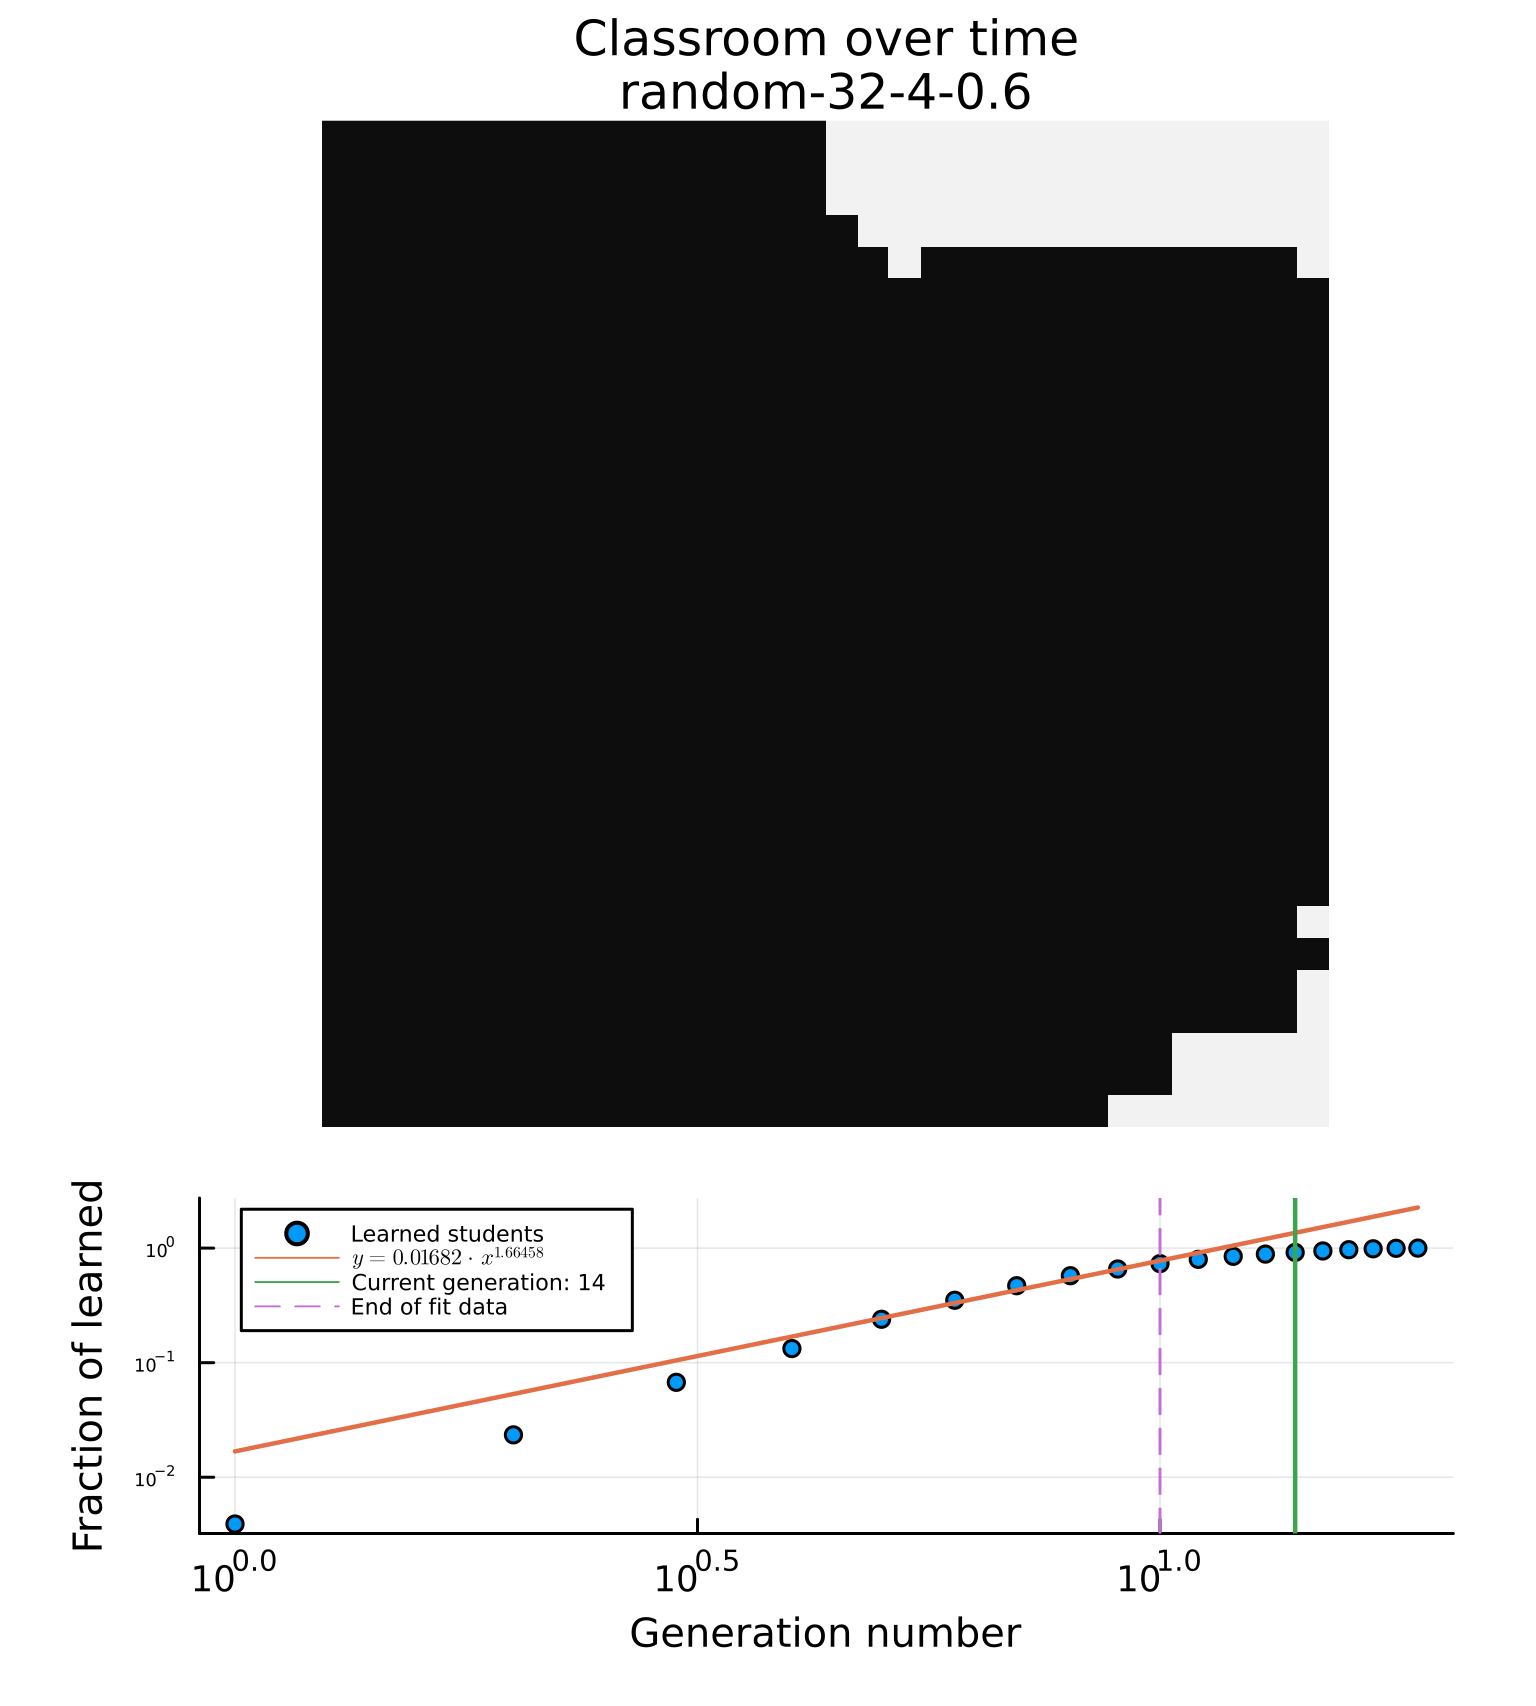 Classroom over time
random-32-4-0.6
Fraction of learned
10^0
10^−1
10^−2
Learned students
y = 0.01682 · x^1.66458
Current generation: 14
End of fit data
10^0.0
10^0.5
10^1.0
Generation number